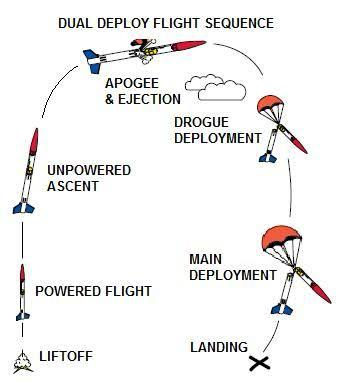 DUAL DEPLOY FLIGHT SEQUENCE
APOGEE
& EJECTION
DROGUE
DEPLOYMENT
UNPOWERED
ASCENT
MAIN
DEPLOYMENT
POWERED FLIGHT
LANDING
LIFTOFF